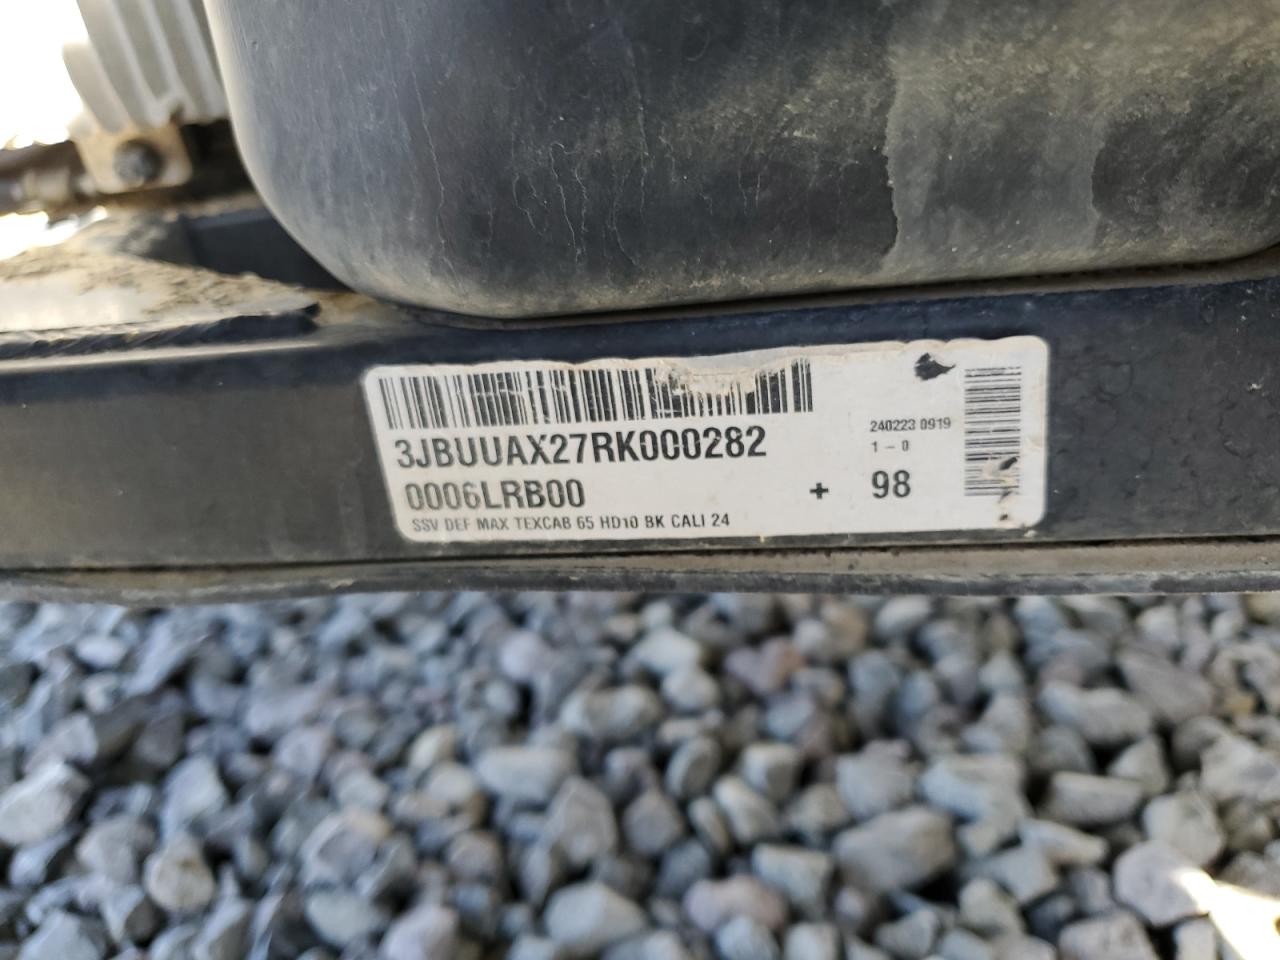 3JBUUAX27RK000282
240223 0919
1 - 0
0006LRB00
+ 98
SSV DEF MAX TEXCAB 65 HD10 BK CALI 24